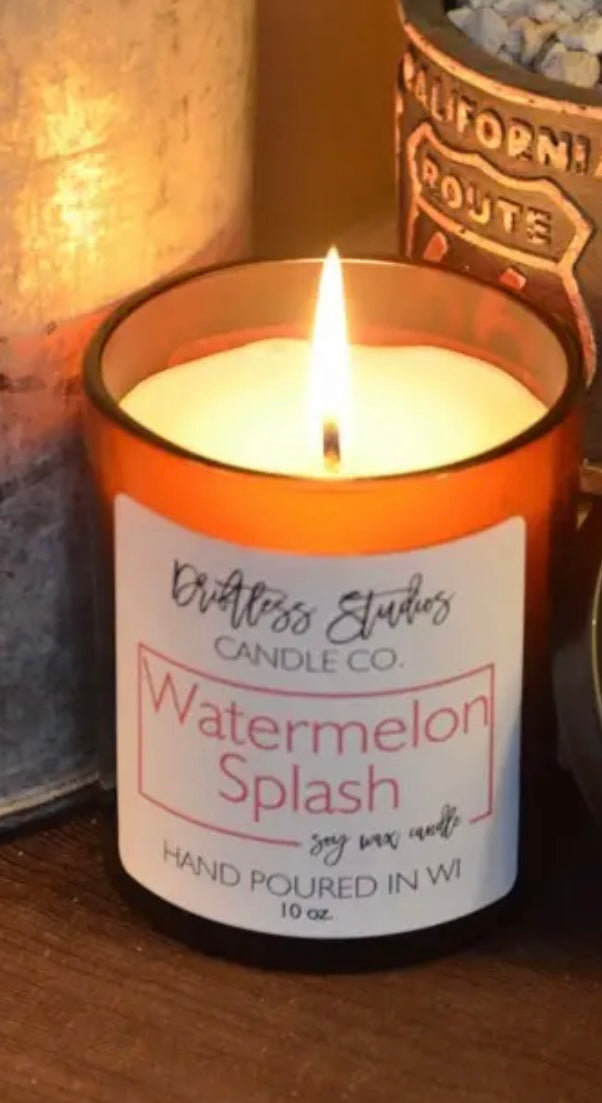 CALIFORNIA
ROUTE
Driftless Studios
CANDLE CO.
Watermelon
Splash
soy wax candle
HAND POURED IN WI
10 oz.